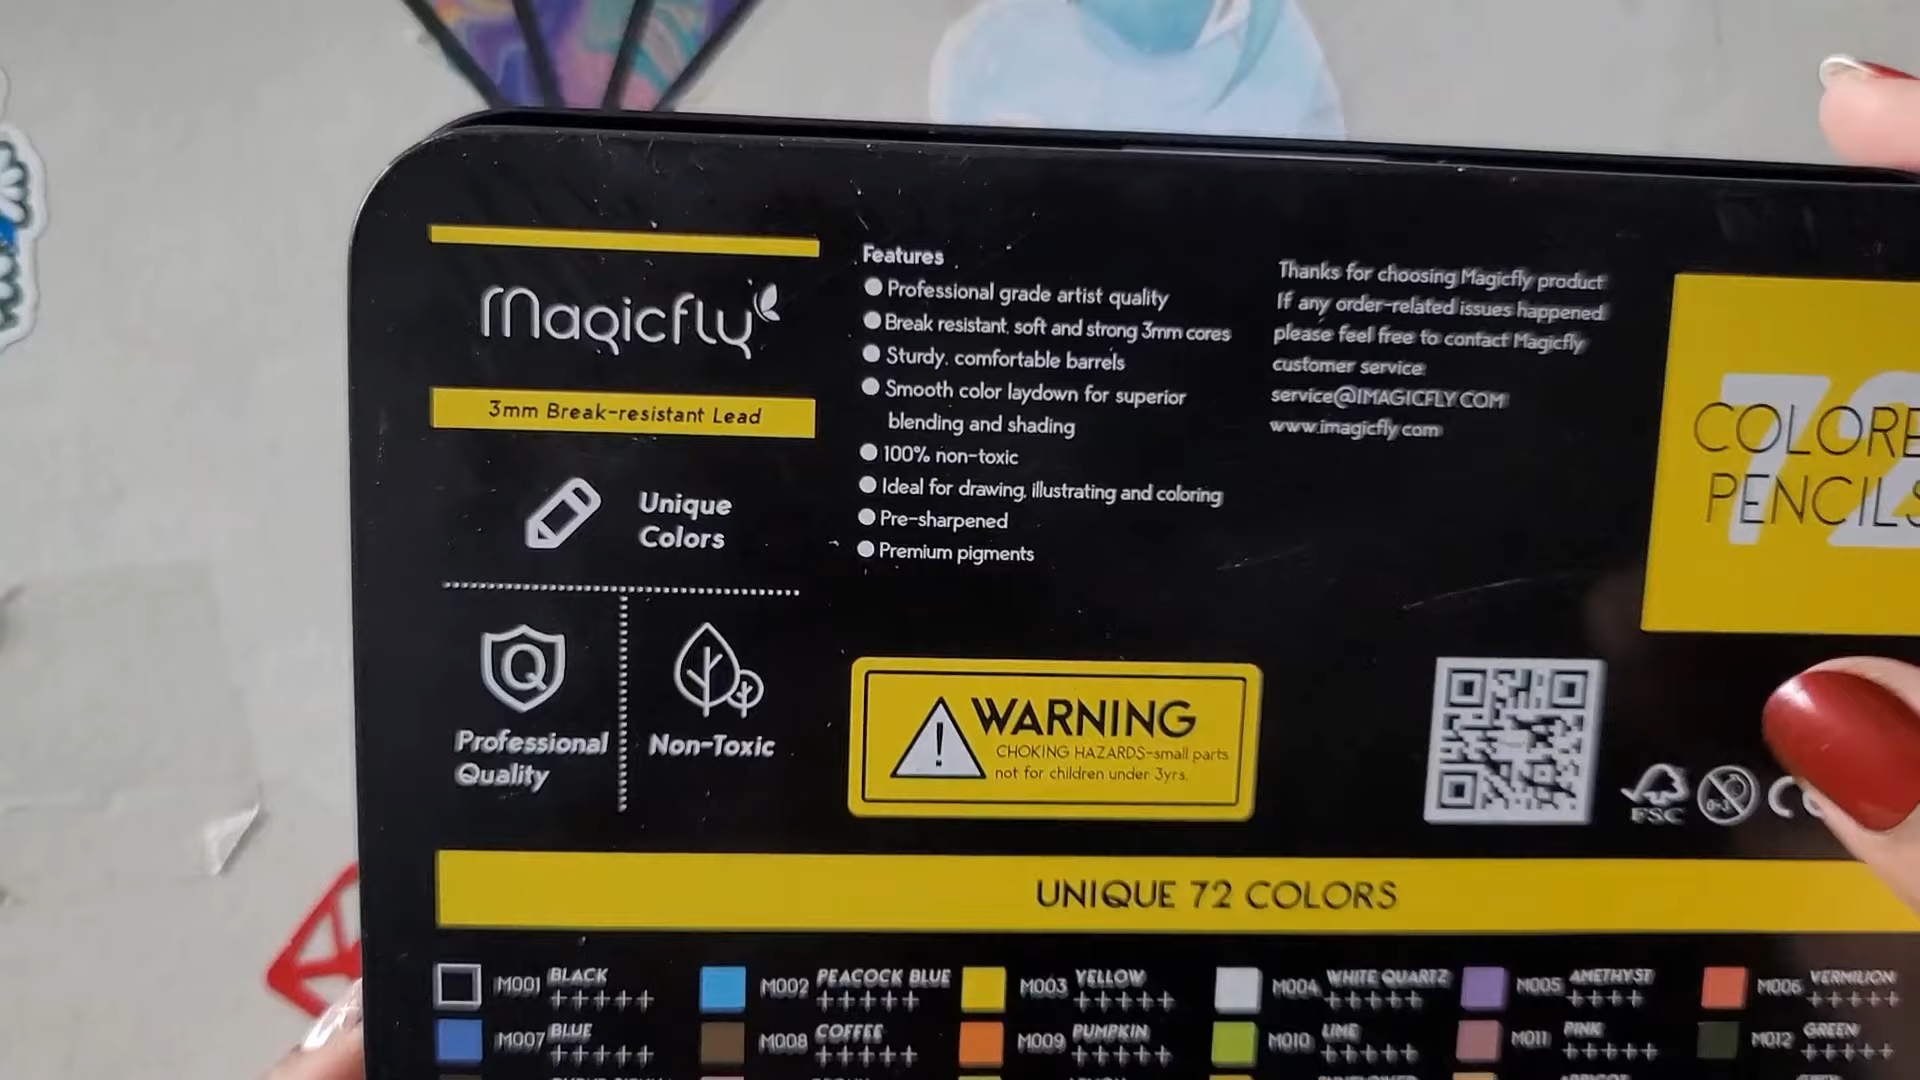 Magicfly
3mm Break-resistant Lead
Unique
Colors
Professional
Quality
Non-Toxic
Features
Professional grade artist quality
Break resistant, soft and strong 3mm cores
Sturdy. comfortable barrels
Smooth color laydown for superior
blending and shading
100% non-toxic
Ideal for drawing, illustrating and coloring
Pre-sharpened
Premium pigments
Thanks for choosing Magicfly product
If any order-related issues happened
please feel free to contact Magicfly
customer service
service@IMAGICFLY.COM
www.imagicfly.com
72
COLORE
PENCILS
WARNING
CHOKING HAZARDS-small parts
not for children under 3yrs.
FSC
0-3
UNIQUE 72 COLORS
M001 BLACK +++++
M002 PEACOCK BLUE +++++
M003 YELLOW +++++
M004 WHITE QUARTZ +++++
M005 AMETHYST ++++
M006 VERMILION +++++
M007 BLUE +++++
M008 COFFEE +++++
M009 PUMPKIN +++++
M010 LIME +++++
M011 PINK +++++
M012 GREEN +++++